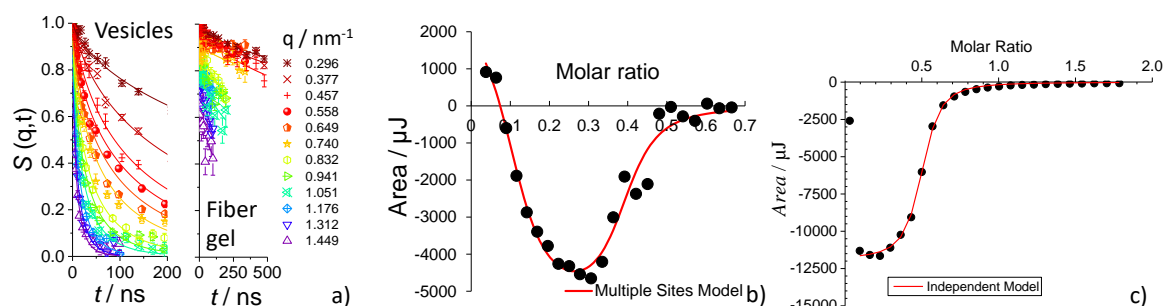 Vesicles
Fiber
gel
S (q,t)
1.0
0.8
0.6
0.4
0.2
0.0
0 100 200
0 250 500
t / ns
t / ns
a)
q / nm-1
0.296
0.377
0.457
0.558
0.649
0.740
0.832
0.941
1.051
1.176
1.312
1.449
Molar ratio
Area / µJ
2000
1000
0
-1000
-2000
-3000
-4000
-5000
0 0.1 0.2 0.3 0.4 0.5 0.6 0.7
Multiple Sites Model
b)
Molar Ratio
0.0 0.5 1.0 1.5 2.0
Area / µJ
0
-2500
-5000
-7500
-10000
-12500
-15000
Independent Model
c)